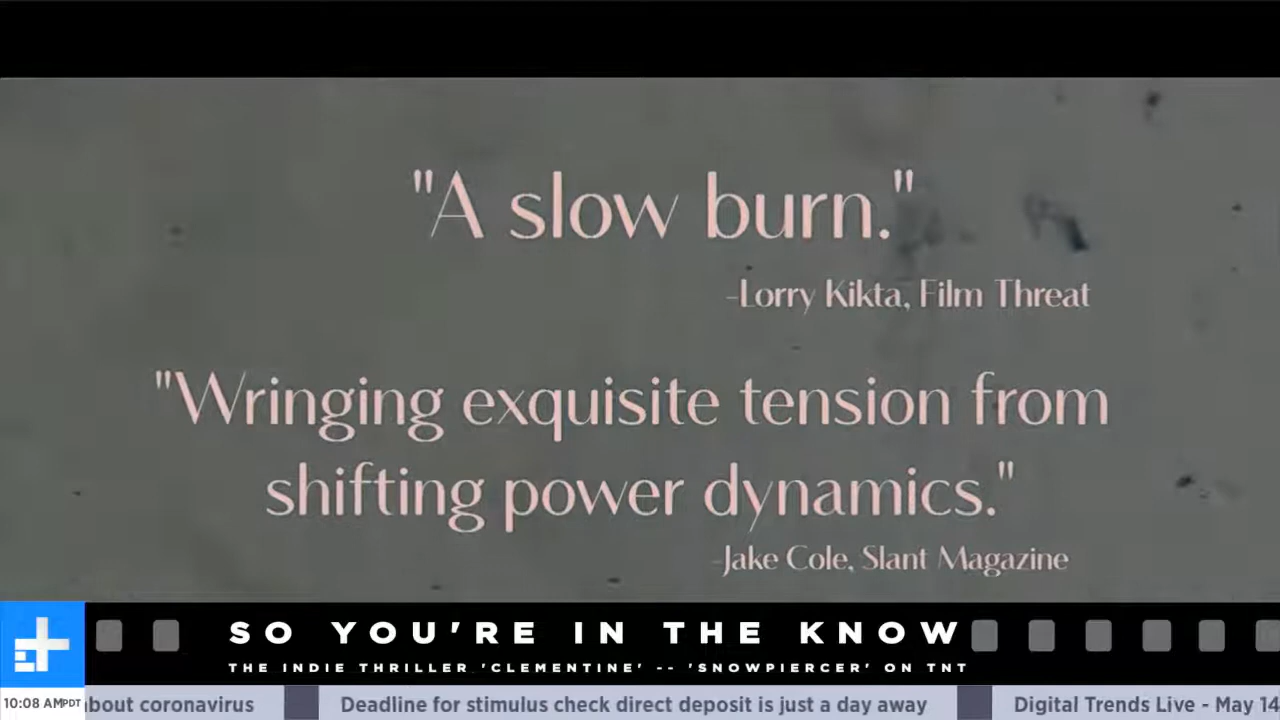 "A slow burn."
-Lorry Kikta, Film Threat
"Wringing exquisite tension from
shifting power dynamics."
-Jake Cole, Slant Magazine
SO YOU'RE IN THE KNOW
THE INDIE THRILLER 'CLEMENTINE' -- 'SNOWPIERCER' ON TNT
10:08 AM PDT
bout coronavirus
Deadline for stimulus check direct deposit is just a day away
Digital Trends Live - May 14